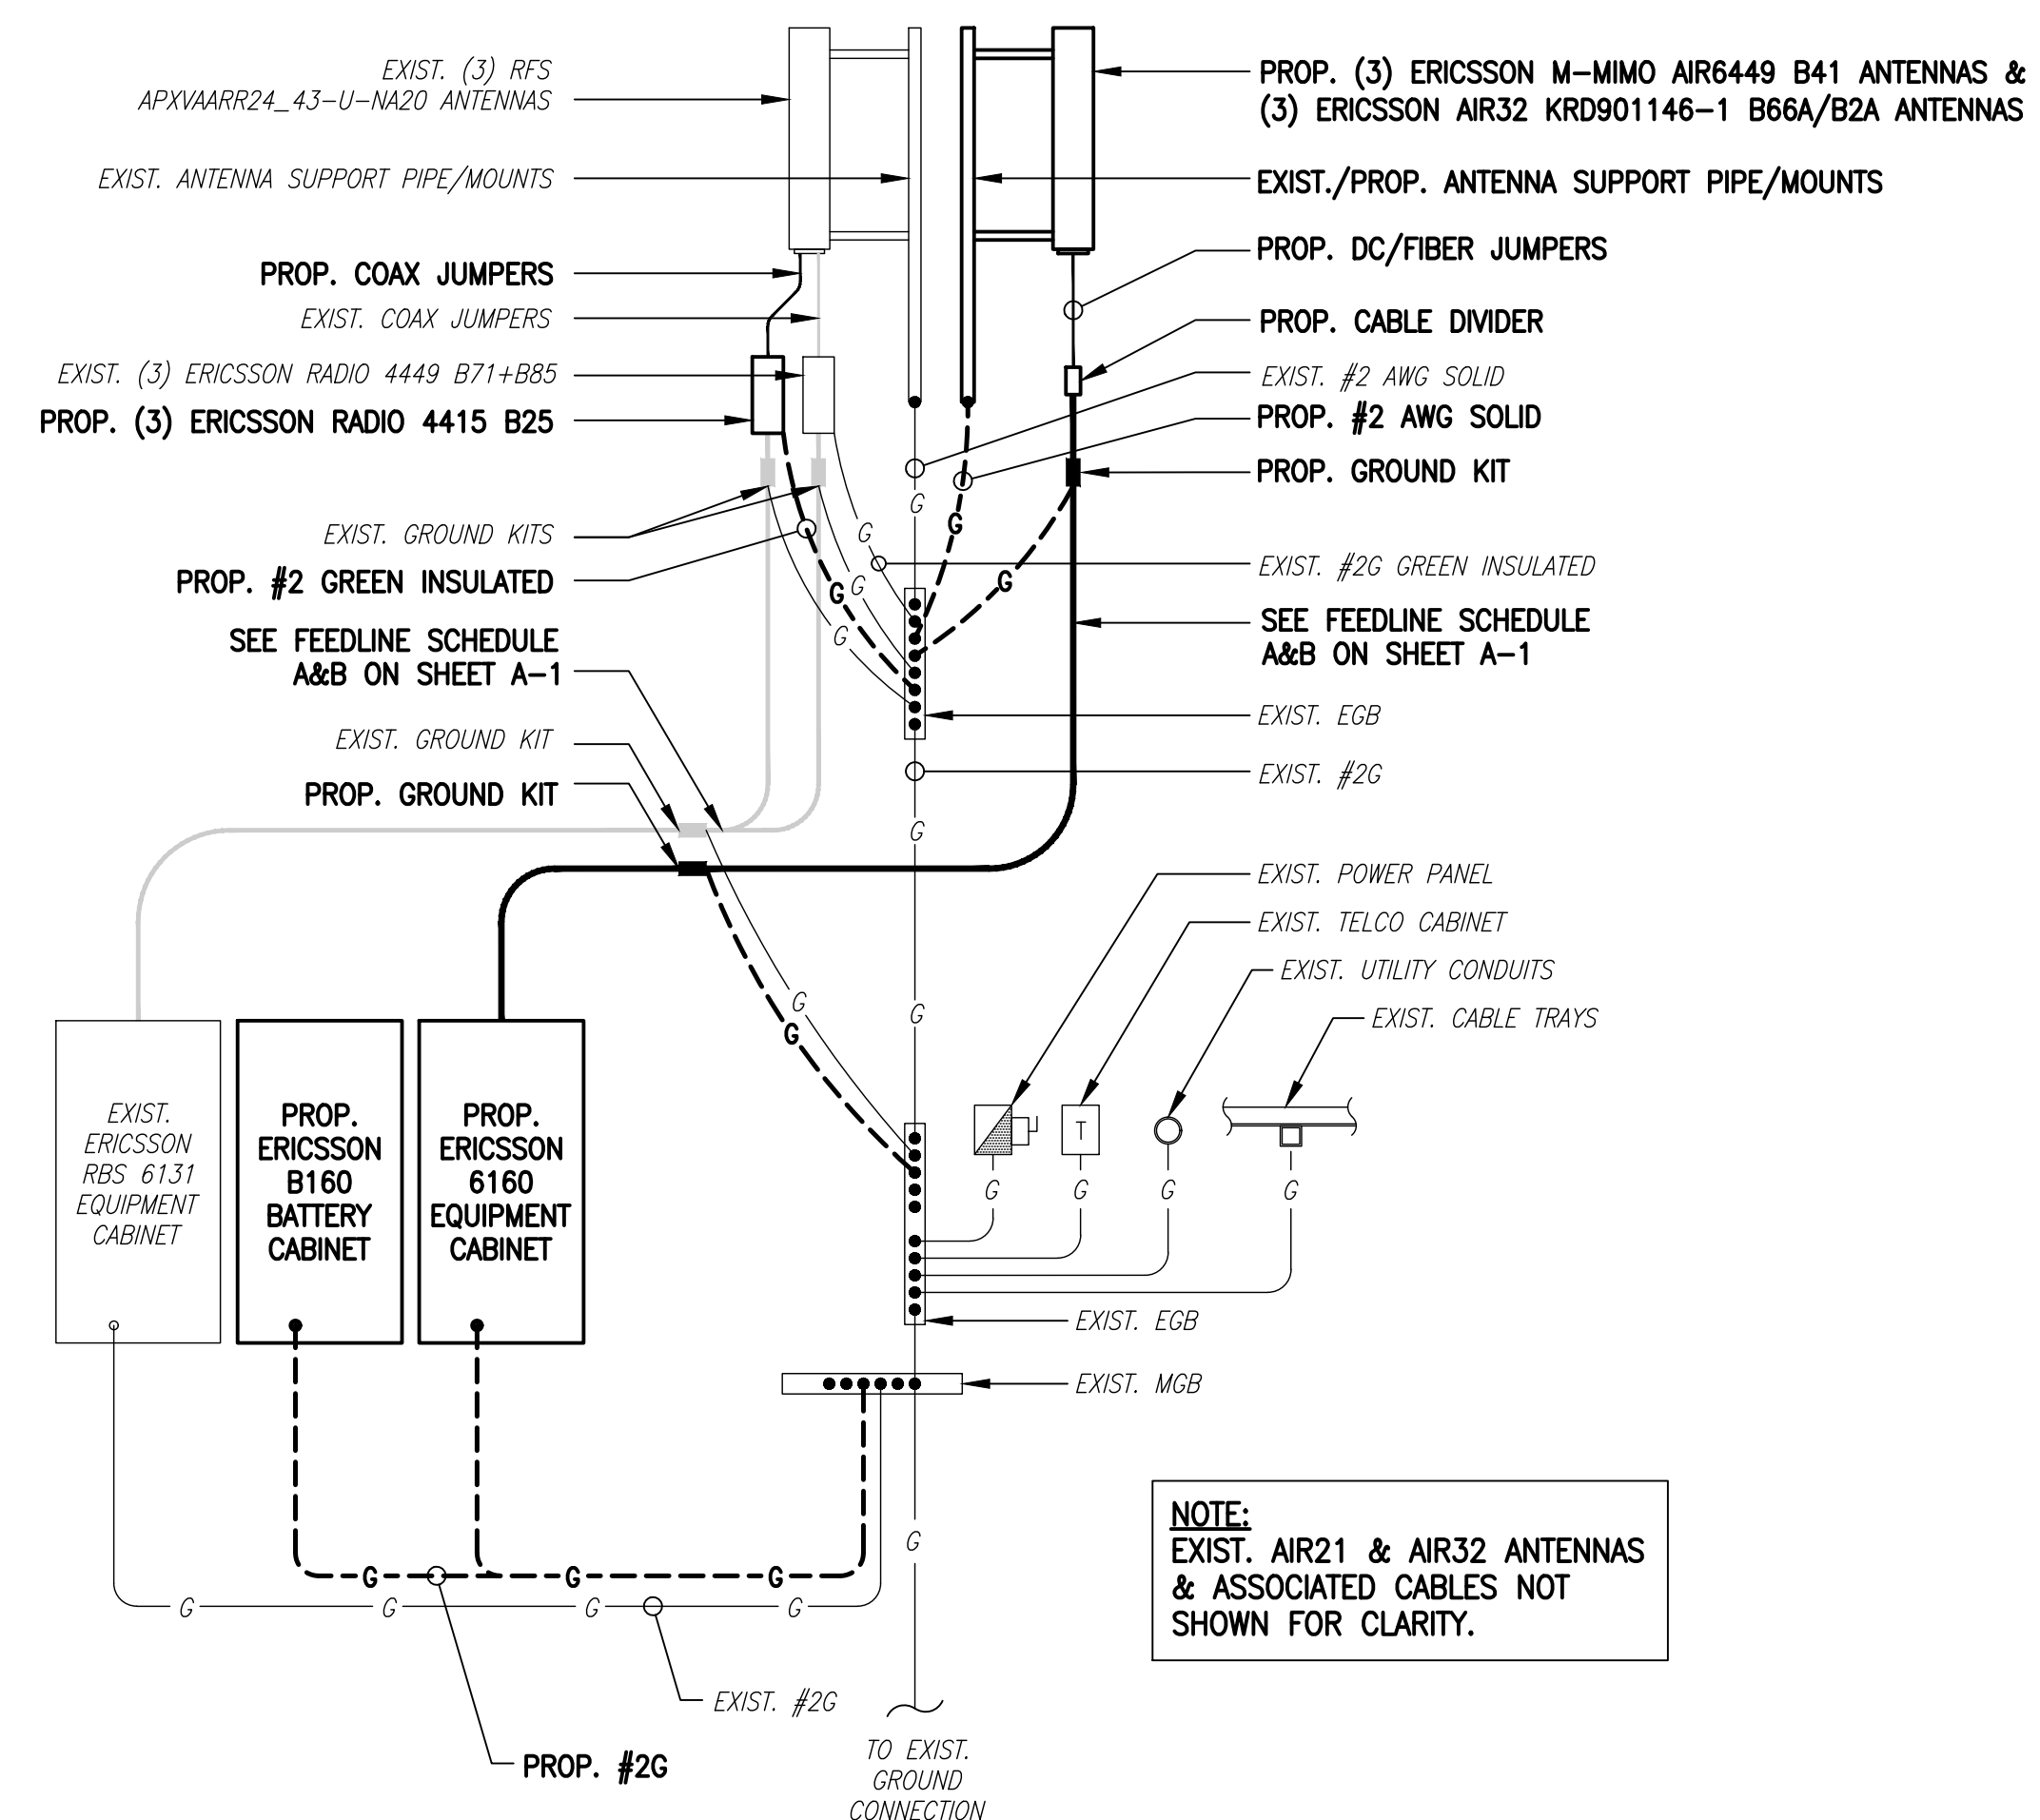 EXIST. (3) RFS
APXVAARR24_43-U-NA20 ANTENNAS
EXIST. ANTENNA SUPPORT PIPE/MOUNTS
PROP. COAX JUMPERS
EXIST. COAX JUMPERS
EXIST. (3) ERICSSON RADIO 4449 B71+B85
PROP. (3) ERICSSON RADIO 4415 B25
EXIST. GROUND KITS
PROP. #2 GREEN INSULATED
SEE FEEDLINE SCHEDULE
A&B ON SHEET A-1
EXIST. GROUND KIT
PROP. GROUND KIT
PROP. (3) ERICSSON M-MIMO AIR6449 B41 ANTENNAS &
(3) ERICSSON AIR32 KRD901146-1 B66A/B2A ANTENNAS
EXIST./PROP. ANTENNA SUPPORT PIPE/MOUNTS
PROP. DC/FIBER JUMPERS
PROP. CABLE DIVIDER
EXIST. #2 AWG SOLID
PROP. #2 AWG SOLID
PROP. GROUND KIT
EXIST. #2G GREEN INSULATED
SEE FEEDLINE SCHEDULE
A&B ON SHEET A-1
EXIST. EGB
EXIST. #2G
EXIST. POWER PANEL
EXIST. TELCO CABINET
EXIST. UTILITY CONDUITS
EXIST. CABLE TRAYS
G
G
G
G
G
G
G
G
G
G
G
EXIST.
ERICSSON
RBS 6131
EQUIPMENT
CABINET
PROP.
ERICSSON
B160
BATTERY
CABINET
PROP.
ERICSSON
6160
EQUIPMENT
CABINET
T
G
G
G
G
EXIST. EGB
EXIST. MGB
G
G
G
G
G
G
G
G
NOTE:
EXIST. AIR21 & AIR32 ANTENNAS
& ASSOCIATED CABLES NOT
SHOWN FOR CLARITY.
EXIST. #2G
PROP. #2G
TO EXIST.
GROUND
CONNECTION